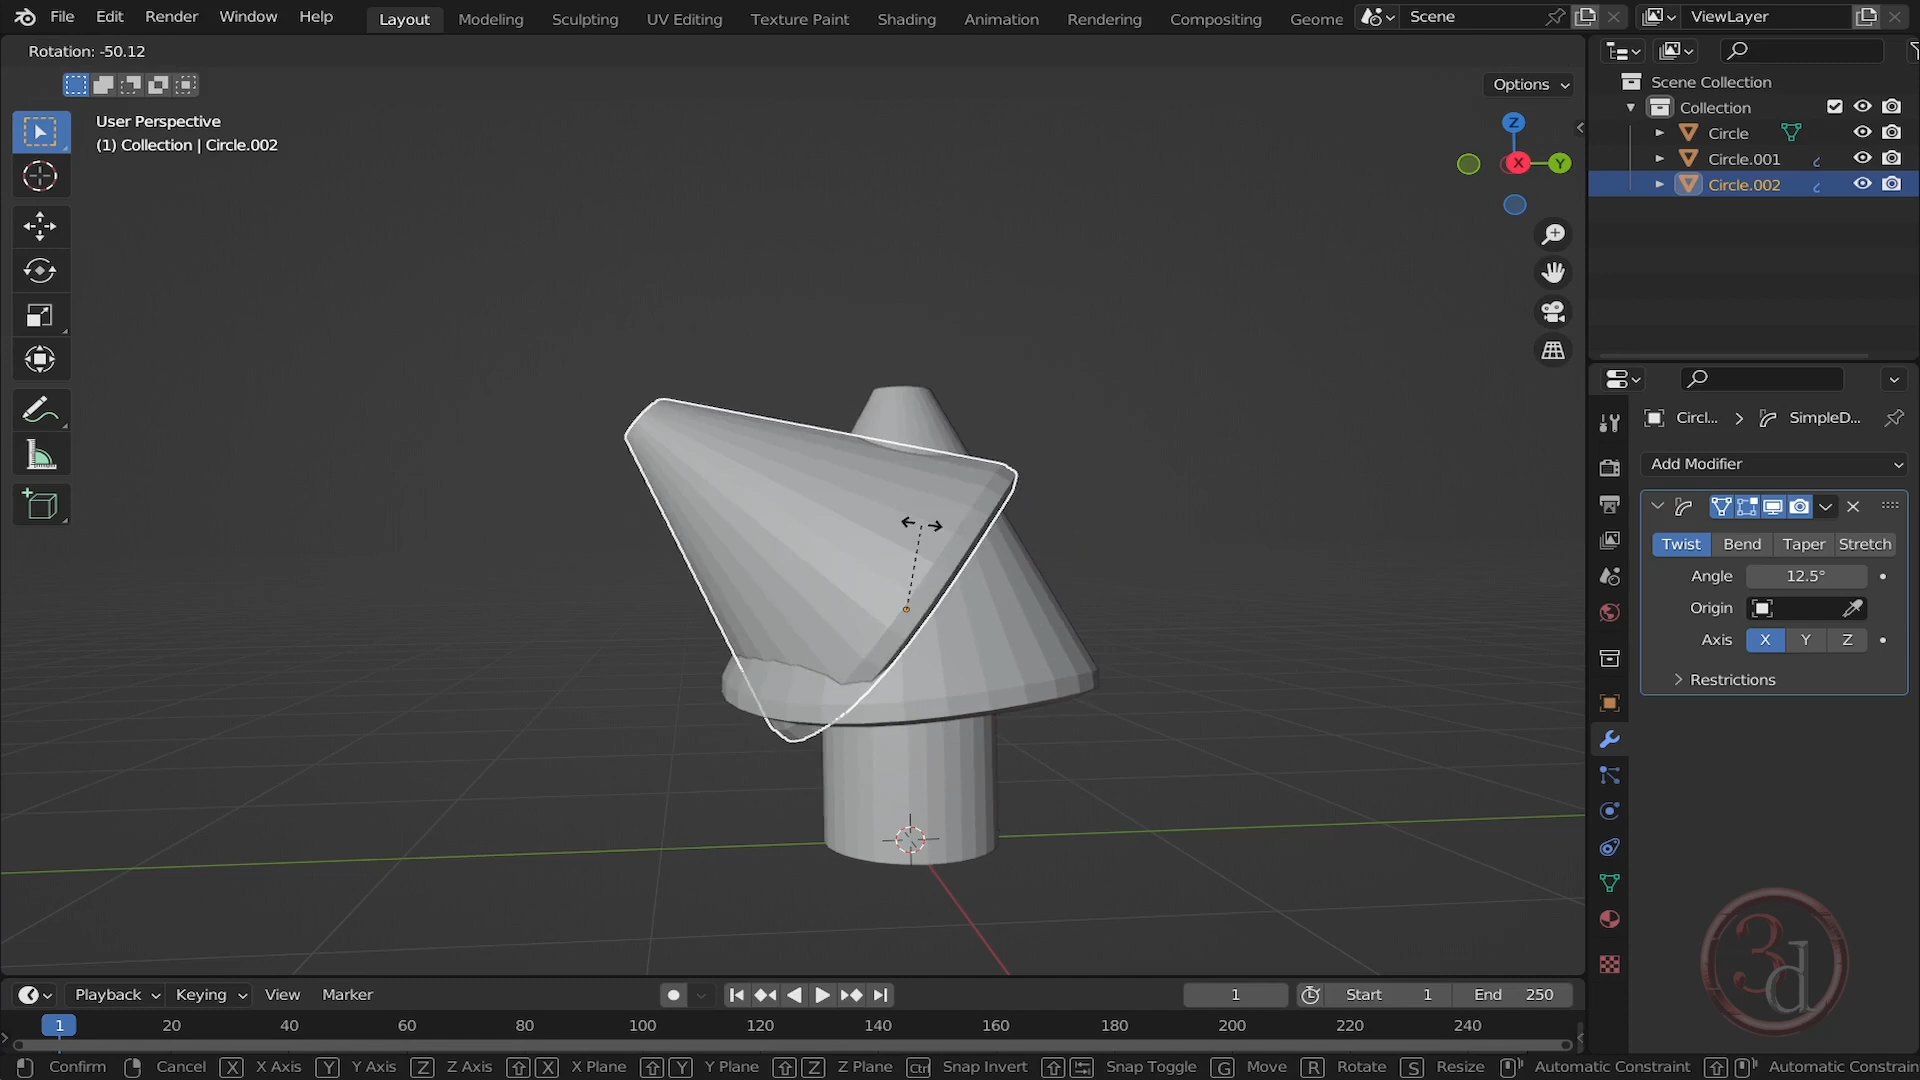 File Edit Render Window Help Layout Modeling Sculpting UV Editing Texture Paint Shading Animation Rendering Compositing Geome Scene ViewLayer
Rotation: -50.12
Options
User Perspective
(1) Collection | Circle.002
Z
X
Y
Scene Collection
Collection
Circle
Circle.001
Circle.002
Circl... > SimpleD...
Add Modifier
Twist Bend Taper Stretch
Angle 12.5°
Origin
Axis X Y Z
Restrictions
3d
Playback Keying View Marker 1 Start 1 End 250
1 20 40 60 80 100 120 140 160 180 200 220 240
Confirm Cancel X X Axis Y Y Axis Z Z Axis X X Plane Y Y Plane Z Z Plane Ctrl Snap Invert Snap Toggle G Move R Rotate S Resize Automatic Constraint Automatic Constrain